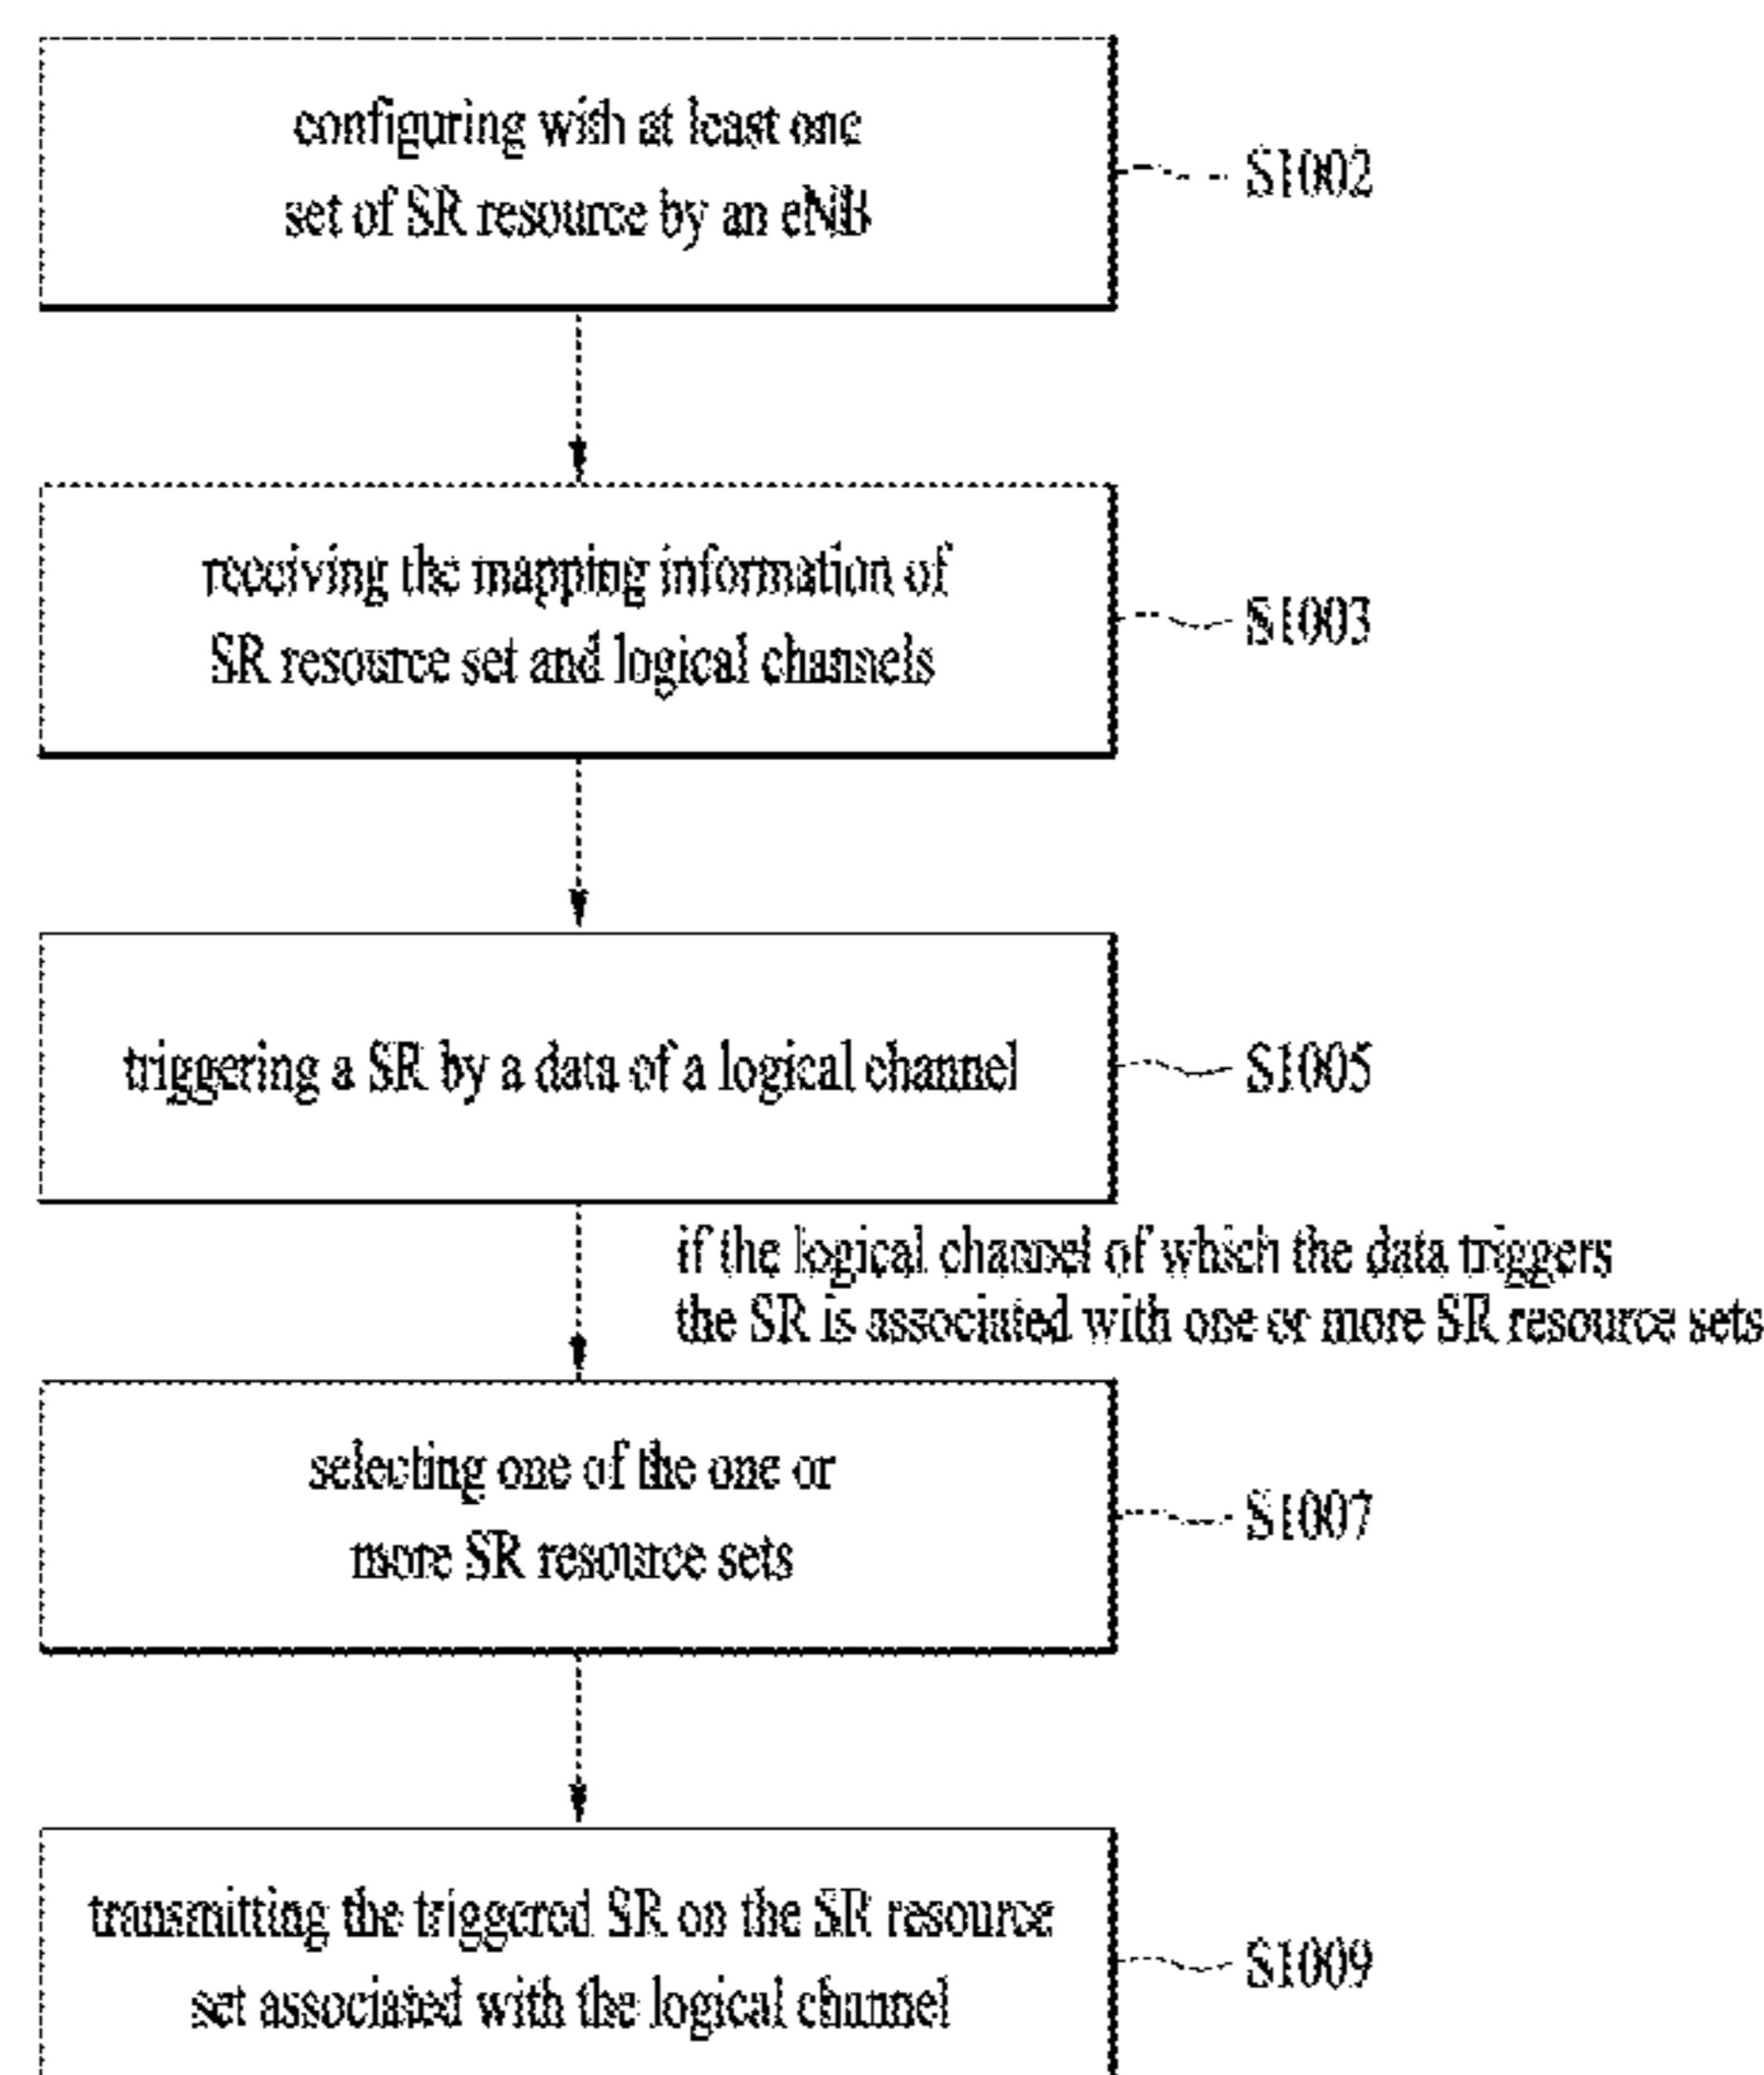 configuring with at least one
set of SR resource by an eNB
S1002
receiving the mapping information of
SR resource set and logical channels
S1003
triggering a SR by a data of a logical channel
S1005
if the logical channel of which the data triggers
the SR is associated with one or more SR resource sets
selecting one of the one or
more SR resource sets
S1007
transmitting the triggered SR on the SR resource
set associated with the logical channel
S1009